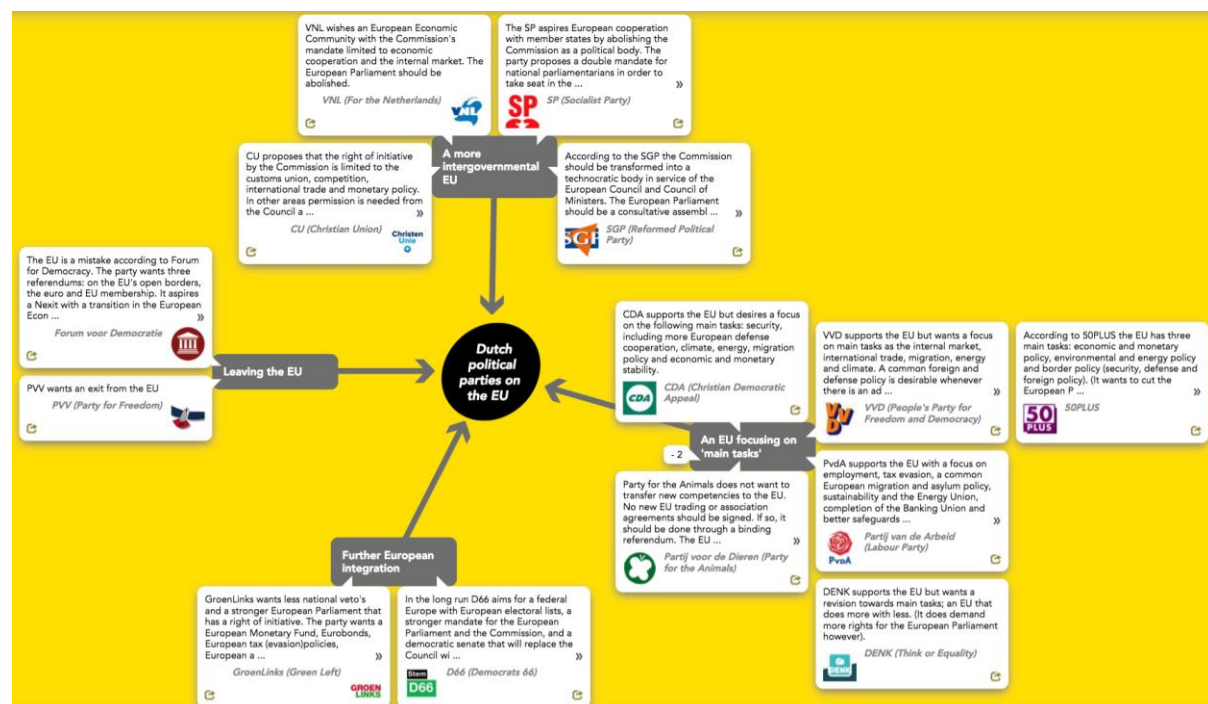 VNL wishes an European Economic
Community with the Commission's
mandate limited to economic
cooperation and the internal market. The
European Parliament should be
abolished.
VNL (For the Netherlands)
VNL
The SP aspires European cooperation
with member states by abolishing the
Commission as a political body. The
party proposes a double mandate for
national parliamentarians in order to
take seat in the ... »
SP
SP (Socialist Party)
CU proposes that the right of initiative
by the Commission is limited to the
customs union, competition,
international trade and monetary policy.
In other areas permission is needed from
the Council a ... »
CU (Christian Union)
Christen
Unie
A more
intergovernmental
EU
According to the SGP the Commission
should be transformed into a
technocratic body in service of the
European Council and Council of
Ministers. The European Parliament
should be a consultative assembl ... »
SGP
SGP (Reformed Political
Party)
The EU is a mistake according to Forum
for Democracy. The party wants three
referendums: on the EU's open borders,
the euro and EU membership. It aspires
a Nexit with a transition in the European
Econ ... »
Forum voor Democratie
Leaving the EU
PVV wants an exit from the EU
PVV (Party for Freedom)
Dutch
political
parties on
the EU
CDA supports the EU but desires a focus
on the following main tasks: security,
including more European defense
cooperation, climate, energy, migration
policy and economic and monetary
stability.
CDA
CDA (Christian Democratic
Appeal)
VVD supports the EU but wants a focus
on main tasks as the internal market,
international trade, migration, energy
and climate. A common foreign and
defense policy is desirable whenever
there is an ad ... »
VVD
VVD (People's Party for
Freedom and Democracy)
According to 50PLUS the EU has three
main tasks: economic and monetary
policy, environmental and energy policy
and border policy (security, defense and
foreign policy). (It wants to cut the
European P ... »
50
PLUS
50PLUS
An EU focusing on
'main tasks'
- 2
Party for the Animals does not want to
transfer new competencies to the EU.
No new EU trading or association
agreements should be signed. If so, it
should be done through a binding
referendum. The EU ... »
Partij voor de Dieren (Party
for the Animals)
PvdA supports the EU with a focus on
employment, tax evasion, a common
European migration and asylum policy,
sustainability and the Energy Union,
completion of the Banking Union and
better safeguards ... »
PvdA
Partij van de Arbeid
(Labour Party)
DENK supports the EU but wants a
revision towards main tasks; an EU that
does more with less. (It does demand
more rights for the European Parliament
however).
DENK
DENK (Think or Equality)
Further European
integration
GroenLinks wants less national veto's
and a stronger European Parliament that
has a right of initiative. The party wants a
European Monetary Fund, Eurobonds,
European tax (evasion)policies,
European a ... »
GroenLinks (Green Left)
GROEN
LINKS
In the long run D66 aims for a federal
Europe with European electoral lists, a
stronger mandate for the European
Parliament and the Commission, and a
democratic senate that will replace the
Council wi ... »
Stem
D66
D66 (Democrats 66)